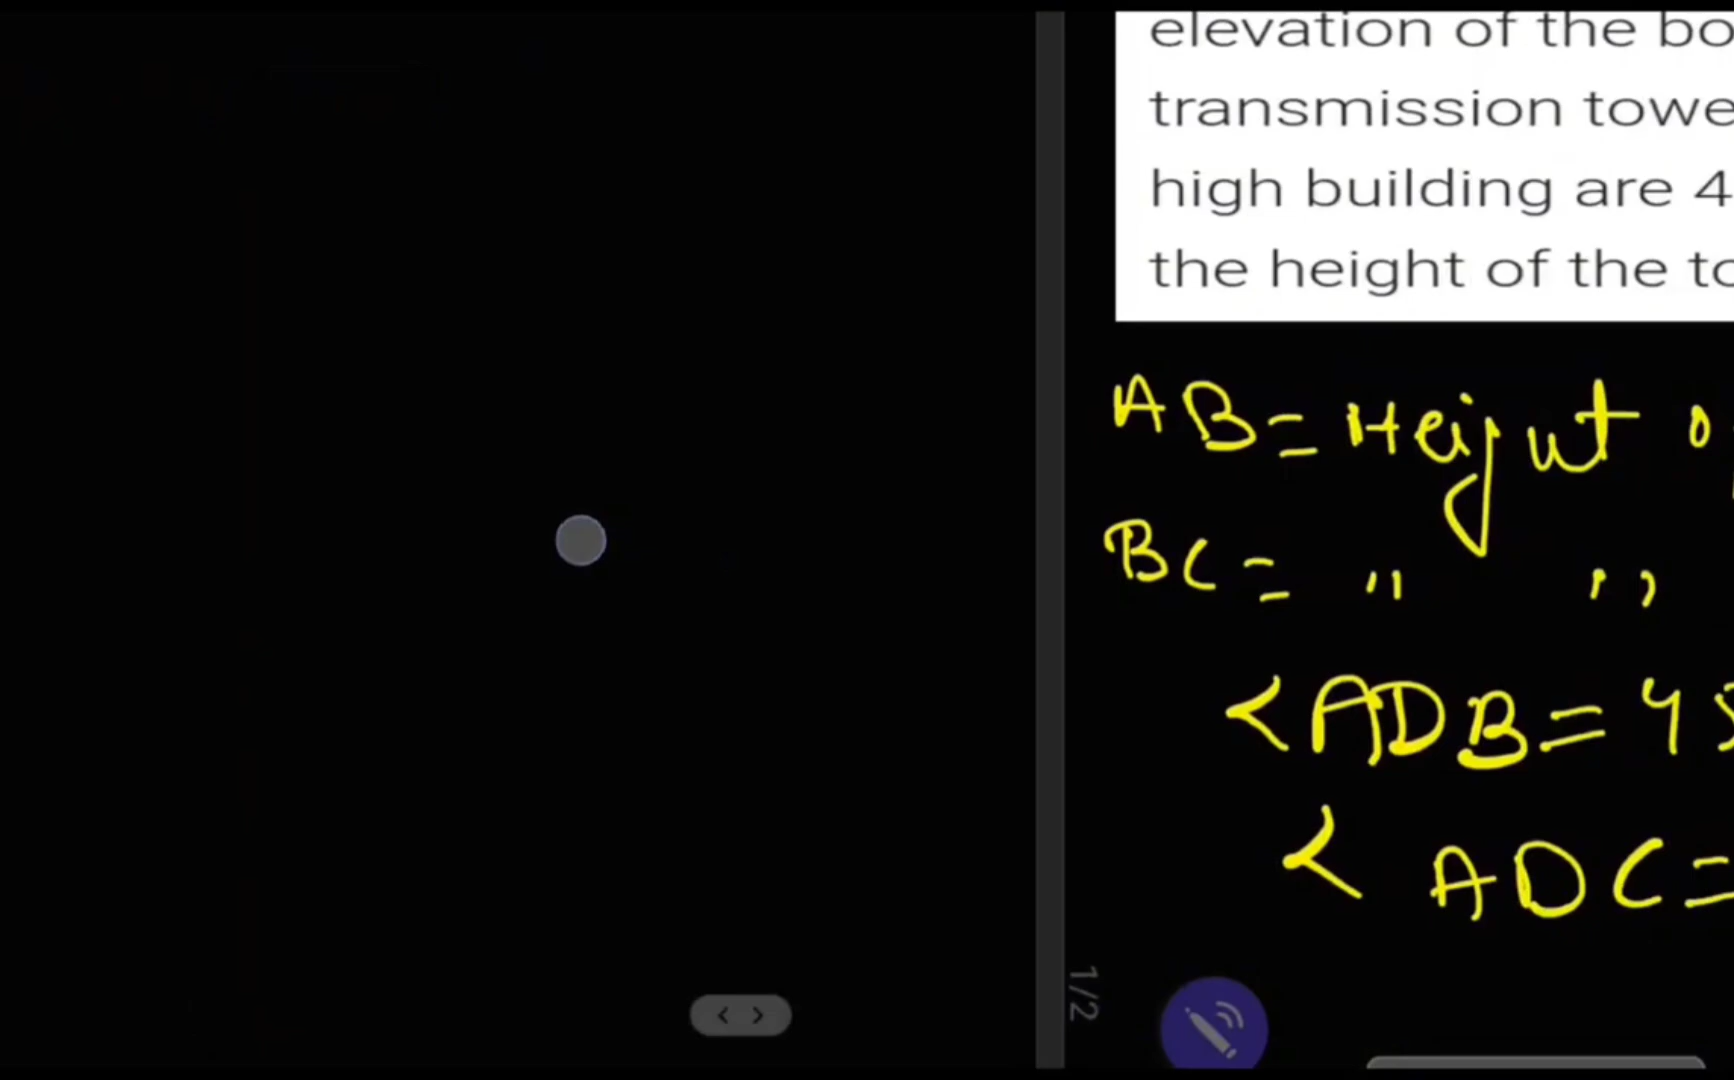 elevation of the bo
transmission towe
high building are 4
the height of the to
AB = Height o
BC = " "
<ADB = 45
< ADC =
1/2